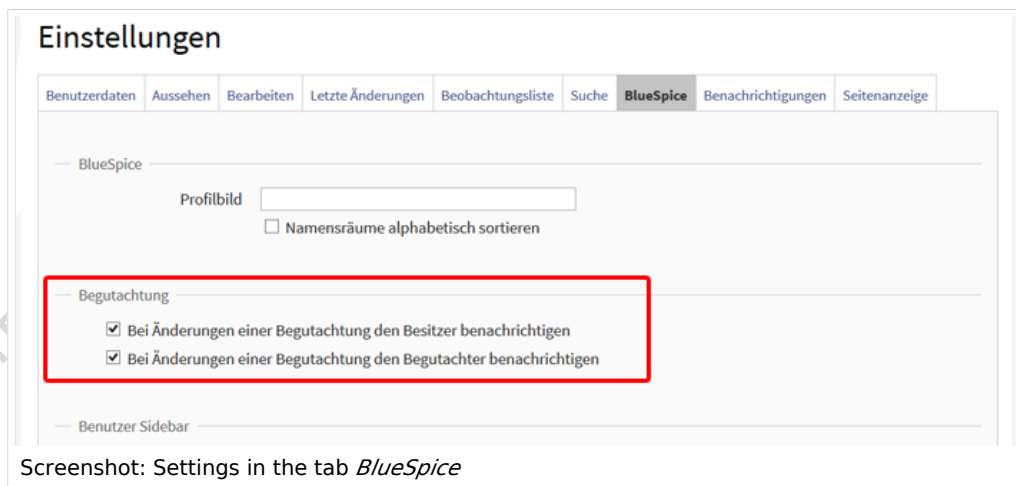 Einstellungen
Benutzerdaten Aussehen Bearbeiten Letzte Änderungen Beobachtungsliste Suche BlueSpice Benachrichtigungen Seitenanzeige
BlueSpice
Profilbild
Namensräume alphabetisch sortieren
Begutachtung
Bei Änderungen einer Begutachtung den Besitzer benachrichtigen
Bei Änderungen einer Begutachtung den Begutachter benachrichtigen
Benutzer Sidebar
Screenshot: Settings in the tab BlueSpice